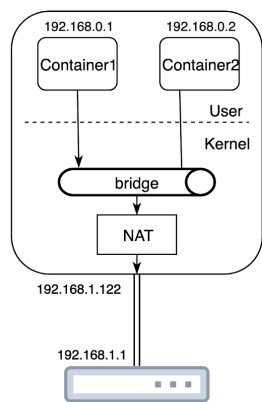 192.168.0.1
192.168.0.2
Container1
Container2
User
Kernel
bridge
NAT
192.168.1.122
192.168.1.1